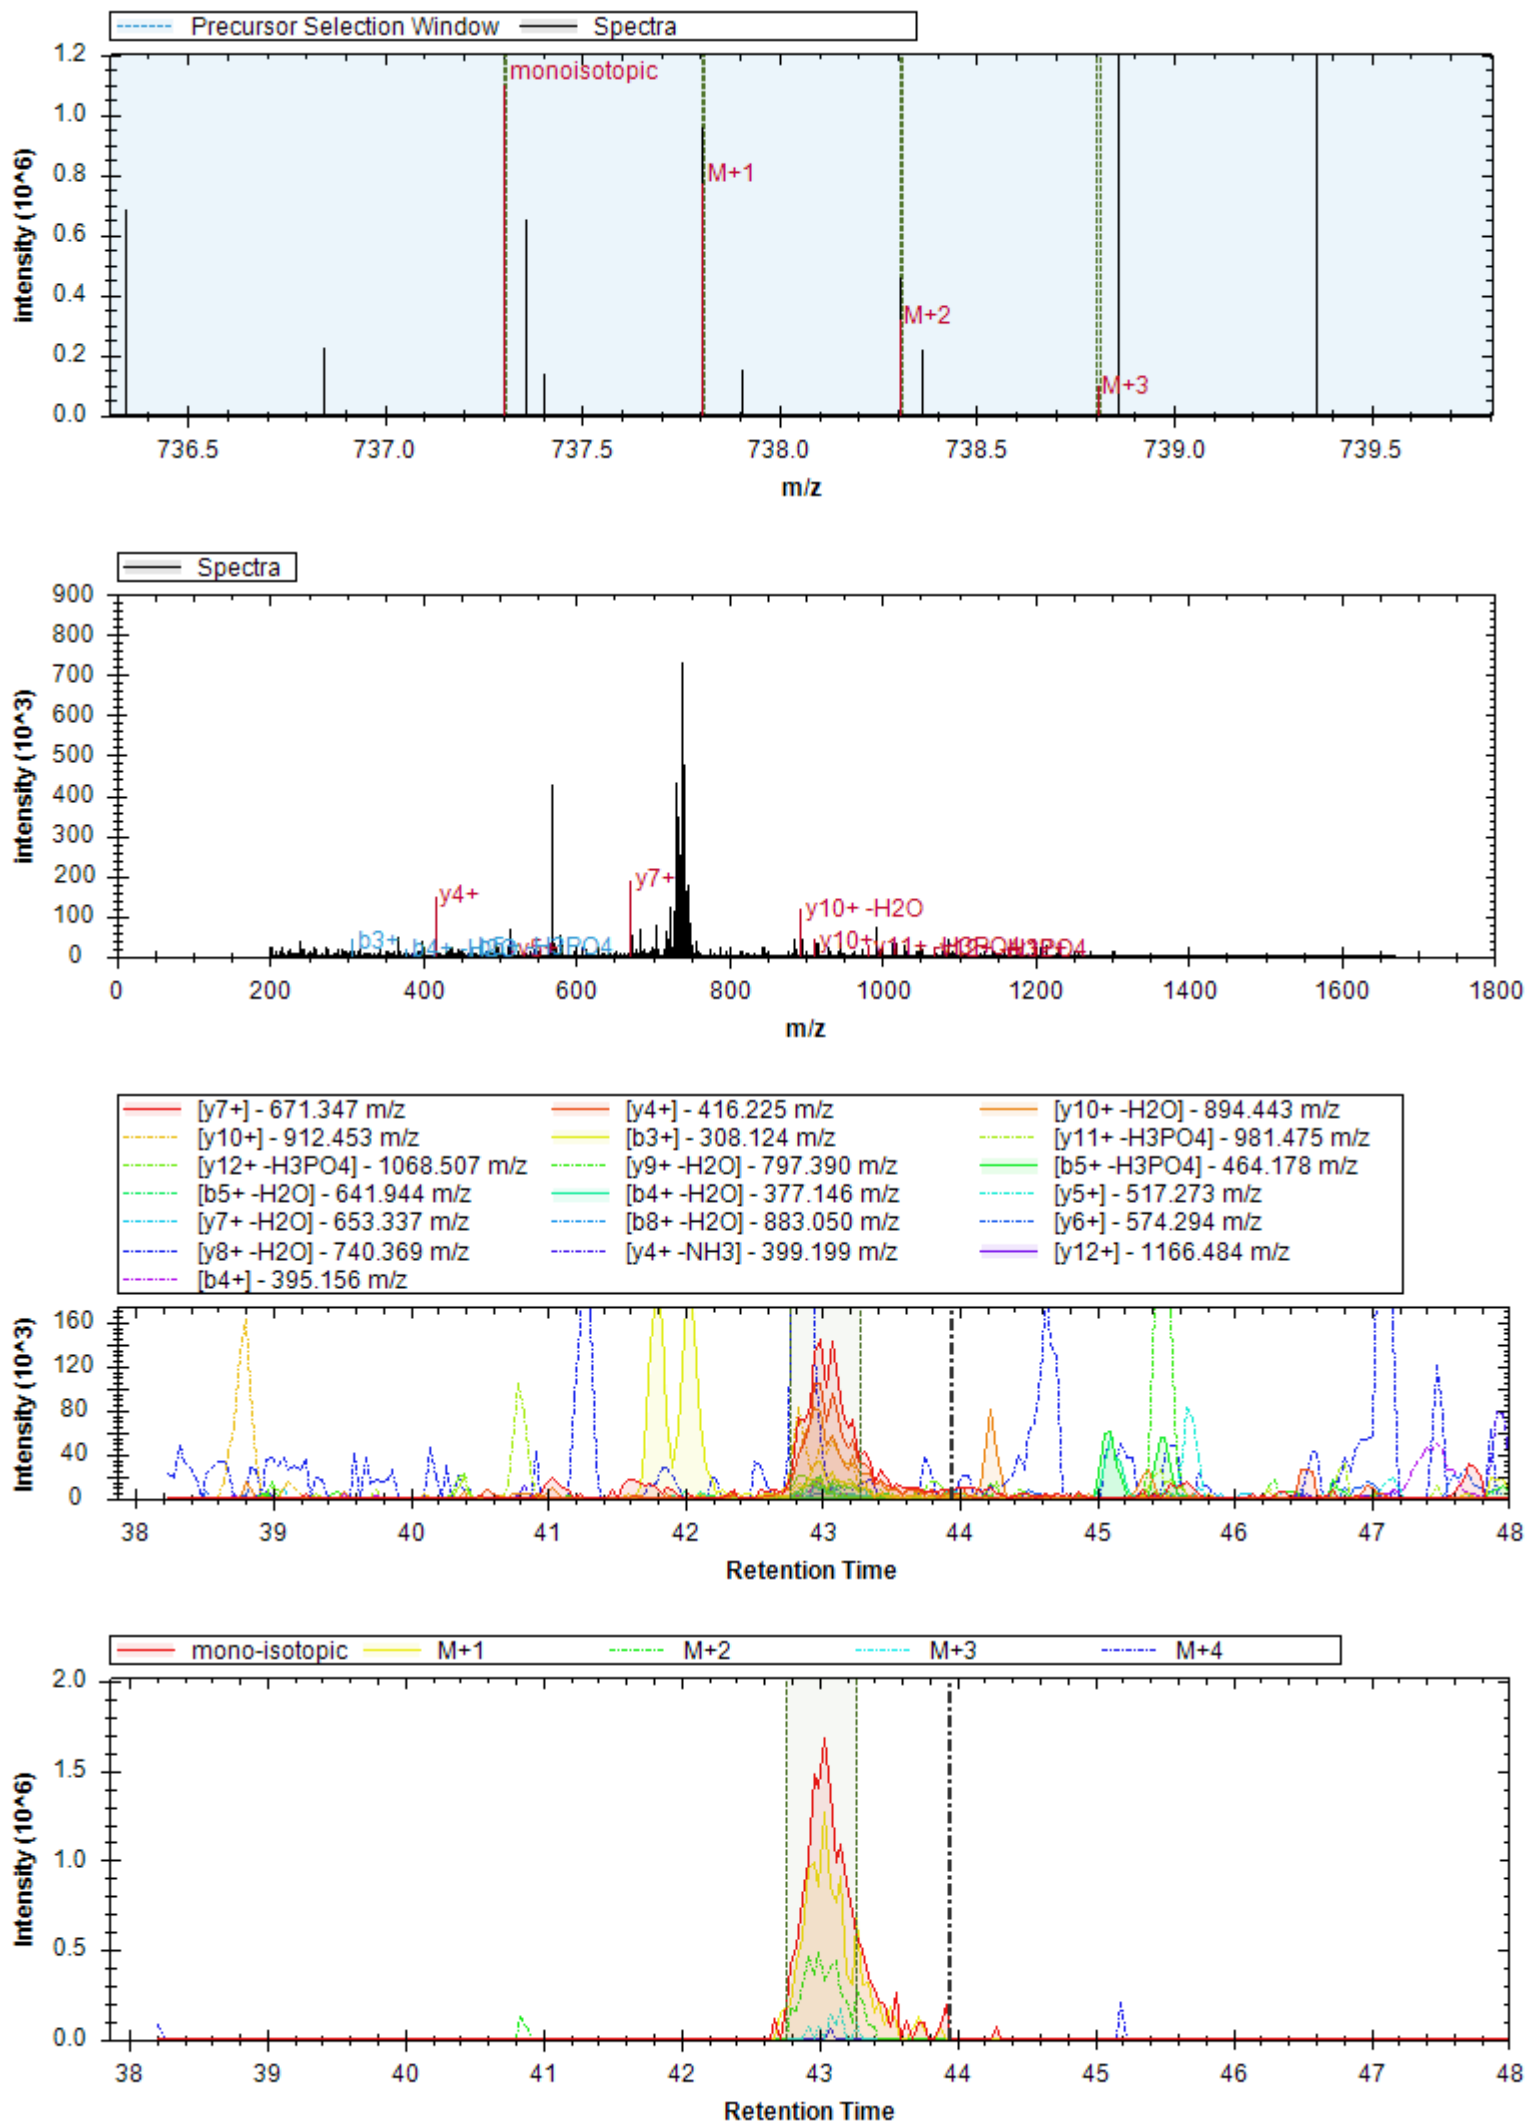 Precursor Selection Window Spectra
1.2
1.0
0.8
0.6
0.4
0.2
0.0
intensity (10^6)
monoisotopic
M+1
M+2
M+3
736.5 737.0 737.5 738.0 738.5 739.0 739.5
m/z
Spectra
900
800
700
600
500
400
300
200
100
0
intensity (10^3)
y4+
y7+
y10+ -H2O
b3+
y10+
0 200 400 600 800 1000 1200 1400 1600 1800
m/z
[y7+] - 671.347 m/z [y4+] - 416.225 m/z [y10+ -H2O] - 894.443 m/z
[y10+] - 912.453 m/z [b3+] - 308.124 m/z [y11+ -H3PO4] - 981.475 m/z
[y12+ -H3PO4] - 1068.507 m/z [y9+ -H2O] - 797.390 m/z [b5+ -H3PO4] - 464.178 m/z
[b5+ -H2O] - 641.944 m/z [b4+ -H2O] - 377.146 m/z [y5+] - 517.273 m/z
[y7+ -H2O] - 653.337 m/z [b8+ -H2O] - 883.050 m/z [y6+] - 574.294 m/z
[y8+ -H2O] - 740.369 m/z [y4+ -NH3] - 399.199 m/z [y12+] - 1166.484 m/z
[b4+] - 395.156 m/z
160
120
80
40
0
Intensity (10^3)
38 39 40 41 42 43 44 45 46 47 48
Retention Time
mono-isotopic M+1 M+2 M+3 M+4
2.0
1.5
1.0
0.5
0.0
Intensity (10^6)
38 39 40 41 42 43 44 45 46 47 48
Retention Time